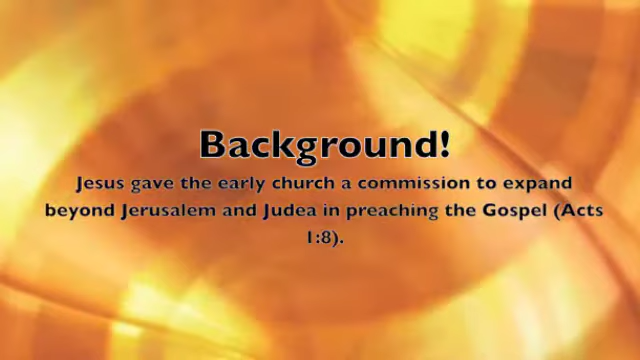 Background!
Jesus gave the early church a commission to expand
beyond Jerusalem and Judea in preaching the Gospel (Acts
1:8).